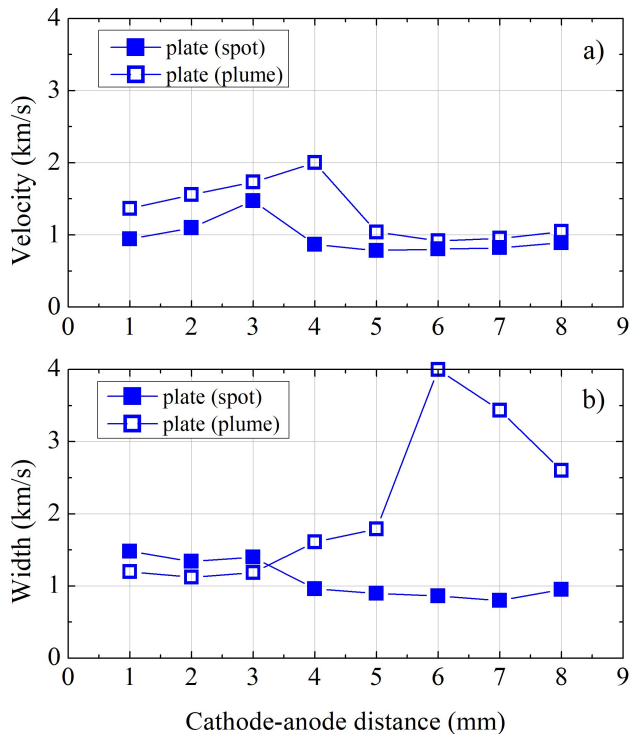 4
plate (spot)
plate (plume)
a)
3
2
1
0
Velocity (km/s)
0 1 2 3 4 5 6 7 8 9
4
plate (spot)
plate (plume)
b)
3
2
1
0
Width (km/s)
0 1 2 3 4 5 6 7 8 9
Cathode-anode distance (mm)